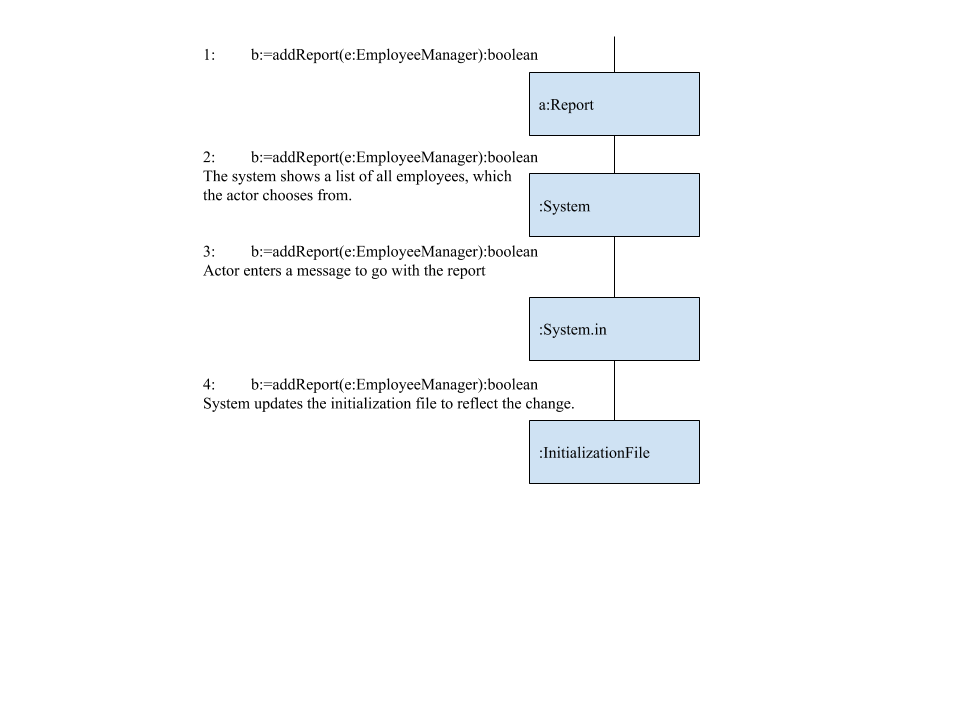 1: b:=addReport(e:EmployeeManager):boolean
a:Report
2: b:=addReport(e:EmployeeManager):boolean
The system shows a list of all employees, which
the actor chooses from.
:System
3: b:=addReport(e:EmployeeManager):boolean
Actor enters a message to go with the report
:System.in
4: b:=addReport(e:EmployeeManager):boolean
System updates the initialization file to reflect the change.
:InitializationFile